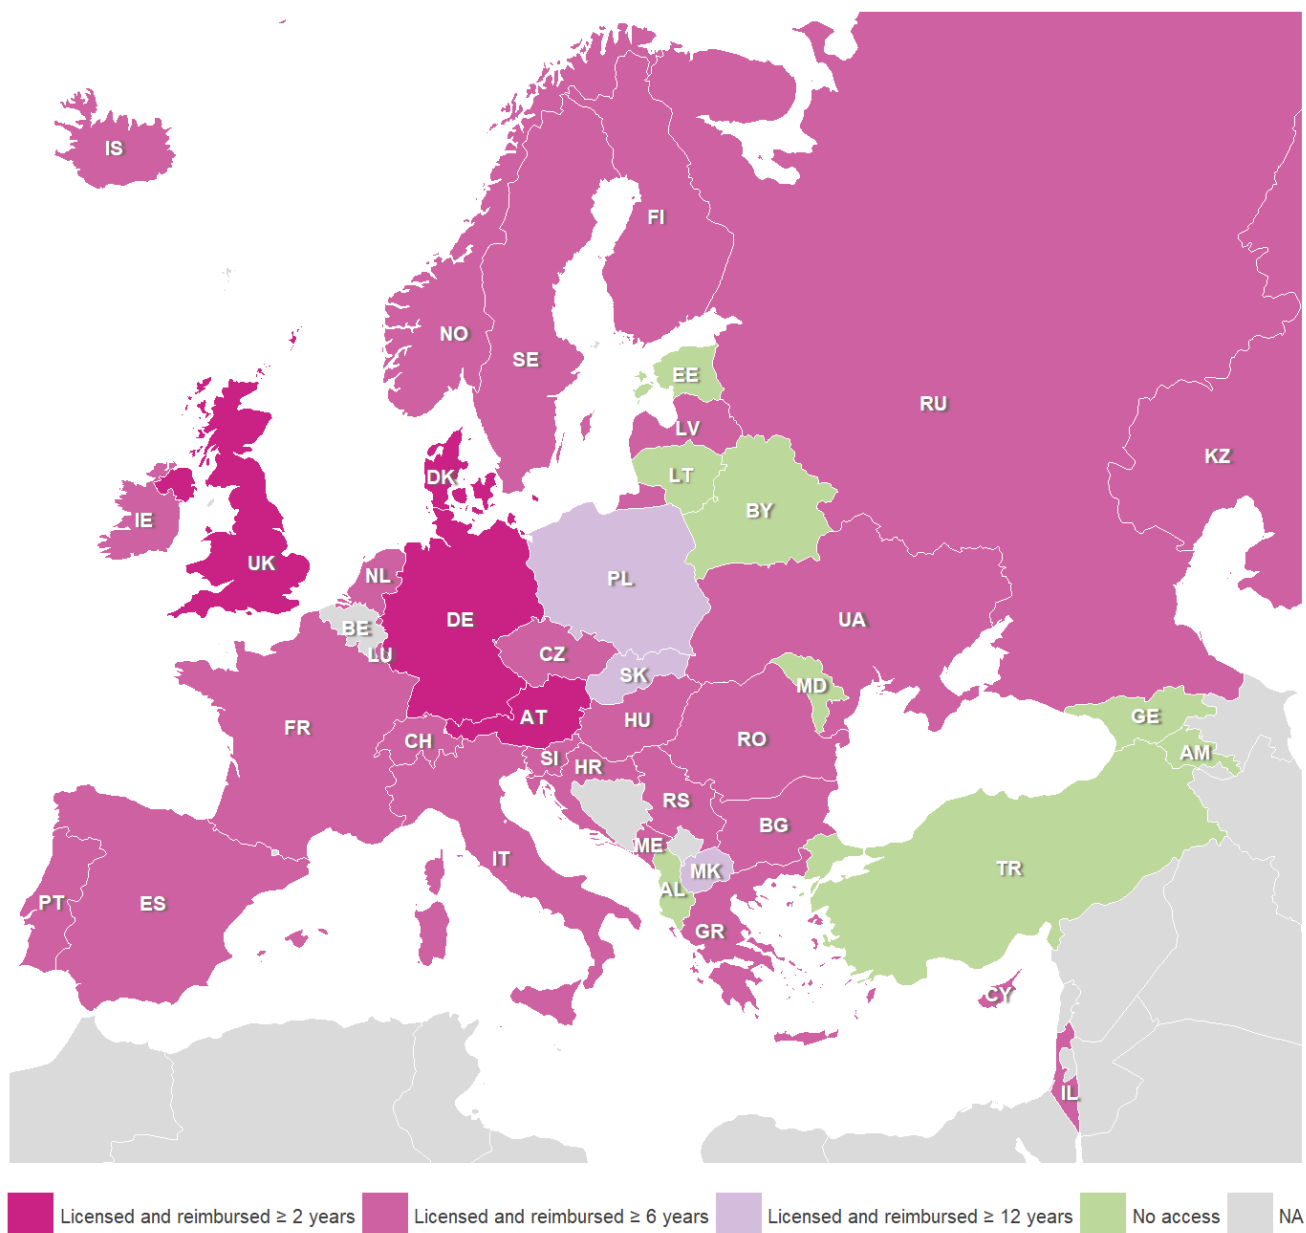 IS
FI
NO
SE
EE
RU
LV
KZ
DK
LT
BY
IE
UK
NL
PL
DE
UA
BE
LU
CZ
SK
MD
FR
AT
HU
GE
CH
RO
AM
SI
HR
RS
BG
ME
IT
MK
TR
AL
PT
ES
GR
CY
IL
Licensed and reimbursed ≥ 2 years Licensed and reimbursed ≥ 6 years Licensed and reimbursed ≥ 12 years No access NA